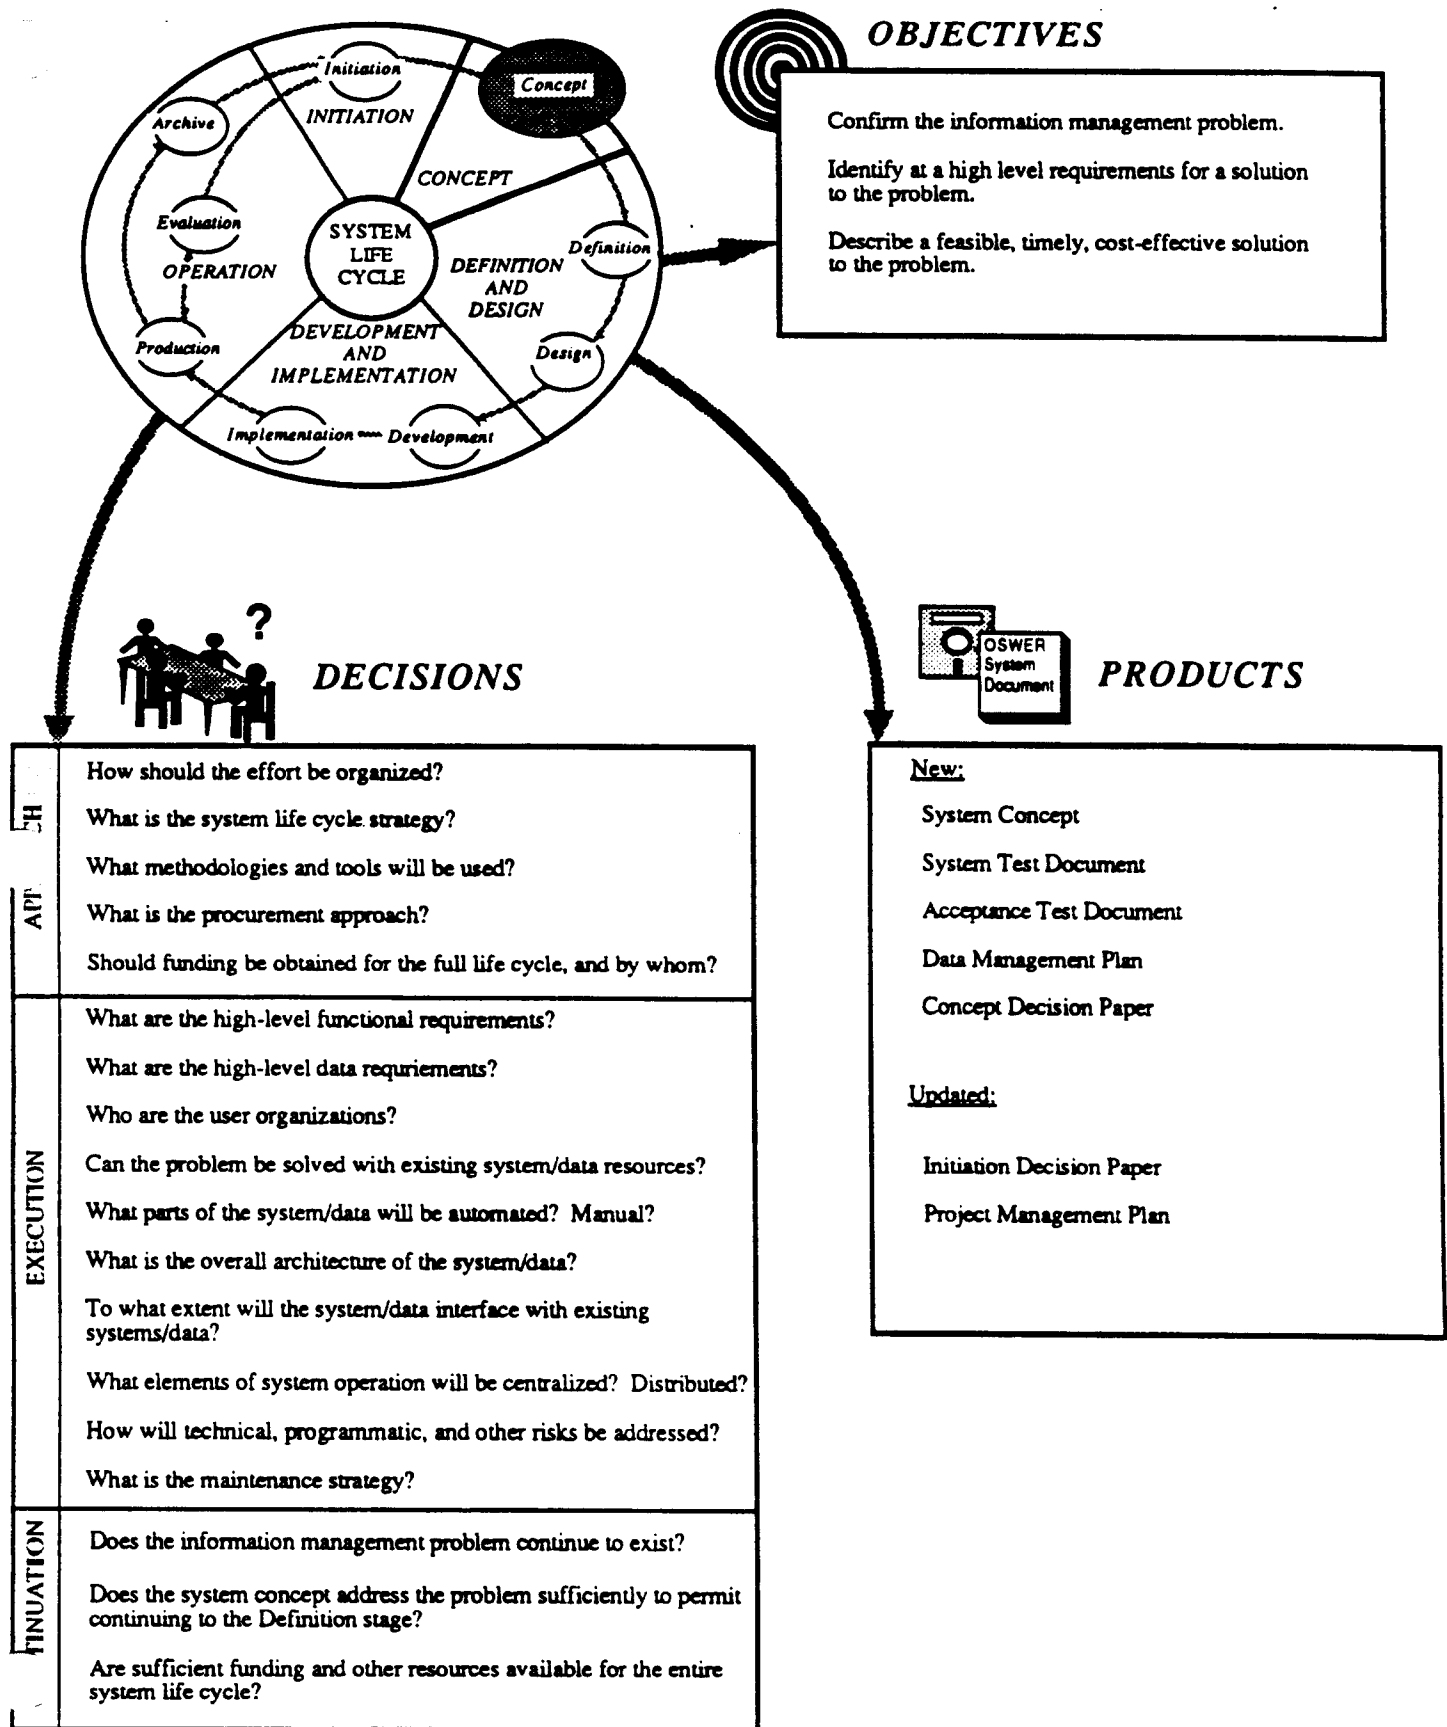 OBJECTIVES
Initiation
Concept
Archive
INITIATION
Confirm the information management problem.
CONCEPT
Identify at a high level requirements for a solution
to the problem.
Evaluation
SYSTEM
LIFE
CYCLE
Definition
Describe a feasible, timely, cost-effective solution
to the problem.
OPERATION
DEFINITION
AND
DESIGN
Production
DEVELOPMENT
AND
IMPLEMENTATION
Design
Implementation
Development
?
DECISIONS
OSWER
System
Document
PRODUCTS
How should the effort be organized?
What is the system life cycle strategy?
What methodologies and tools will be used?
What is the procurement approach?
Should funding be obtained for the full life cycle, and by whom?
EXECUTION
What are the high-level functional requirements?
What are the high-level data requriements?
Who are the user organizations?
Can the problem be solved with existing system/data resources?
What parts of the system/data will be automated? Manual?
What is the overall architecture of the system/data?
To what extent will the system/data interface with existing
systems/data?
What elements of system operation will be centralized? Distributed?
How will technical, programmatic, and other risks be addressed?
What is the maintenance strategy?
TINUATION
Does the information management problem continue to exist?
Does the system concept address the problem sufficiently to permit
continuing to the Definition stage?
Are sufficient funding and other resources available for the entire
system life cycle?
New:
System Concept
System Test Document
Acceptance Test Document
Data Management Plan
Concept Decision Paper
Updated:
Initiation Decision Paper
Project Management Plan